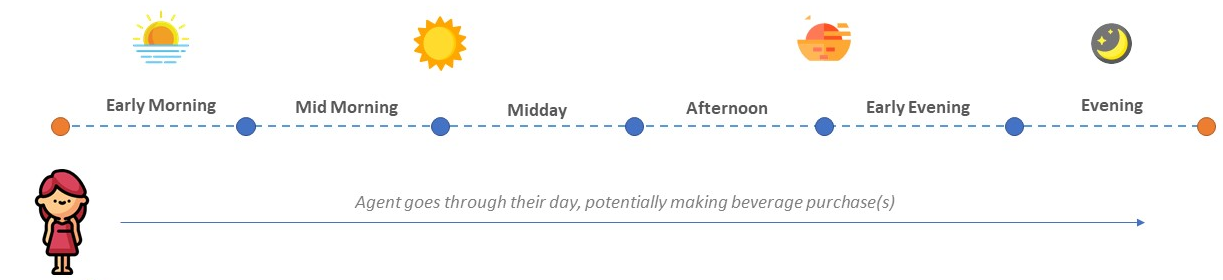 Early Morning
Mid Morning
Midday
Afternoon
Early Evening
Evening
Agent goes through their day, potentially making beverage purchase(s)